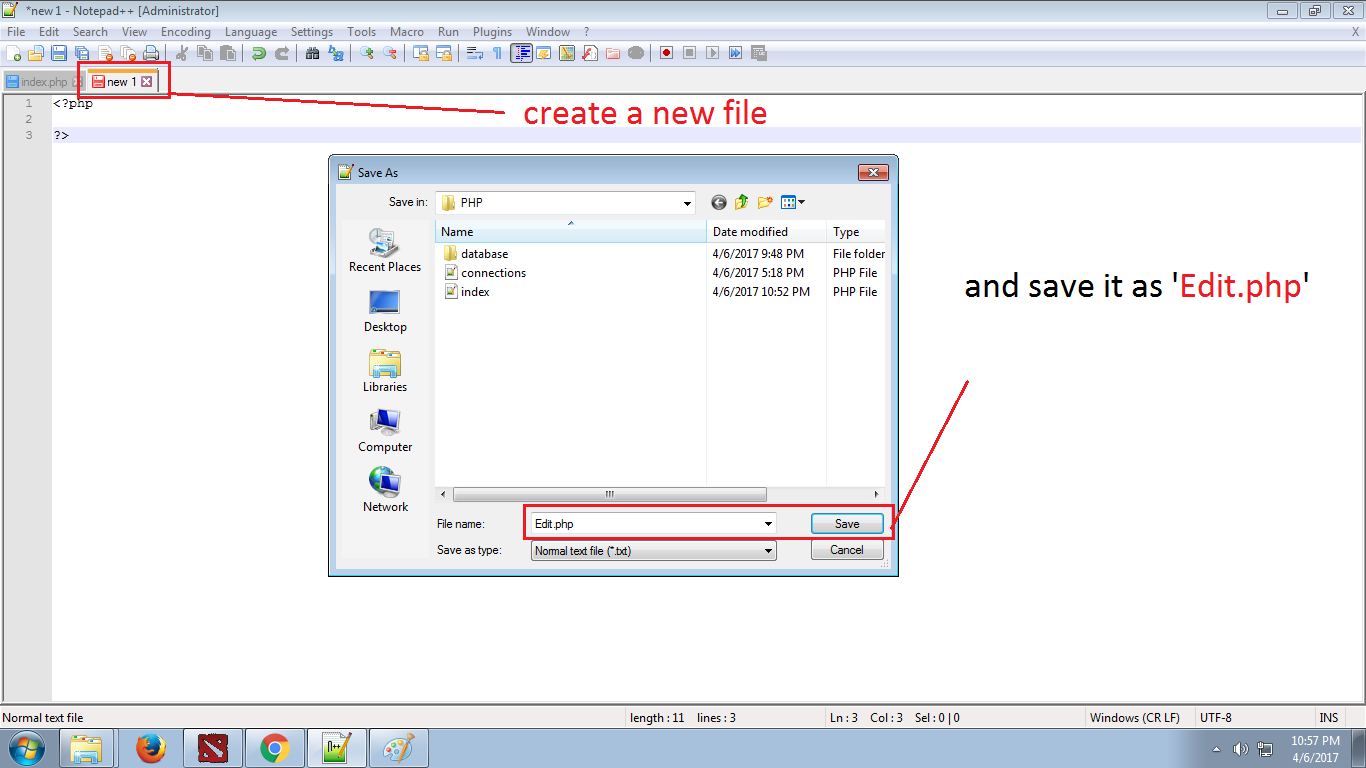 *new 1 - Notepad++ [Administrator]
File Edit Search View Encoding Language Settings Tools Macro Run Plugins Window ? X
index.php new 1
1 <?php
2
3 ?>
create a new file
Save As
Save in: PHP
Name Date modified Type
database 4/6/2017 9:48 PM File folder
connections 4/6/2017 5:18 PM PHP File
index 4/6/2017 10:52 PM PHP File
Recent Places
Desktop
Libraries
Computer
Network
and save it as 'Edit.php'
File name: Edit.php Save
Save as type: Normal text file (*.txt) Cancel
Normal text file length : 11 lines : 3 Ln : 3 Col : 3 Sel : 0 | 0 Windows (CR LF) UTF-8 INS
10:57 PM
4/6/2017